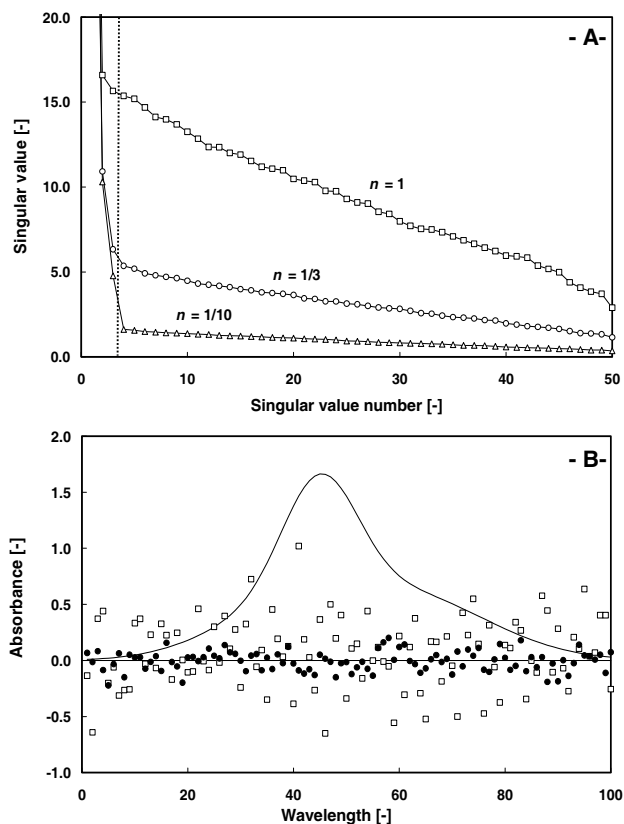 - A-
Singular value [-]
20.0
15.0
10.0
5.0
0.0
n = 1
n = 1/3
n = 1/10
0 10 20 30 40 50
Singular value number [-]
- B-
Absorbance [-]
2.0
1.5
1.0
0.5
0.0
-0.5
-1.0
0 20 40 60 80 100
Wavelength [-]